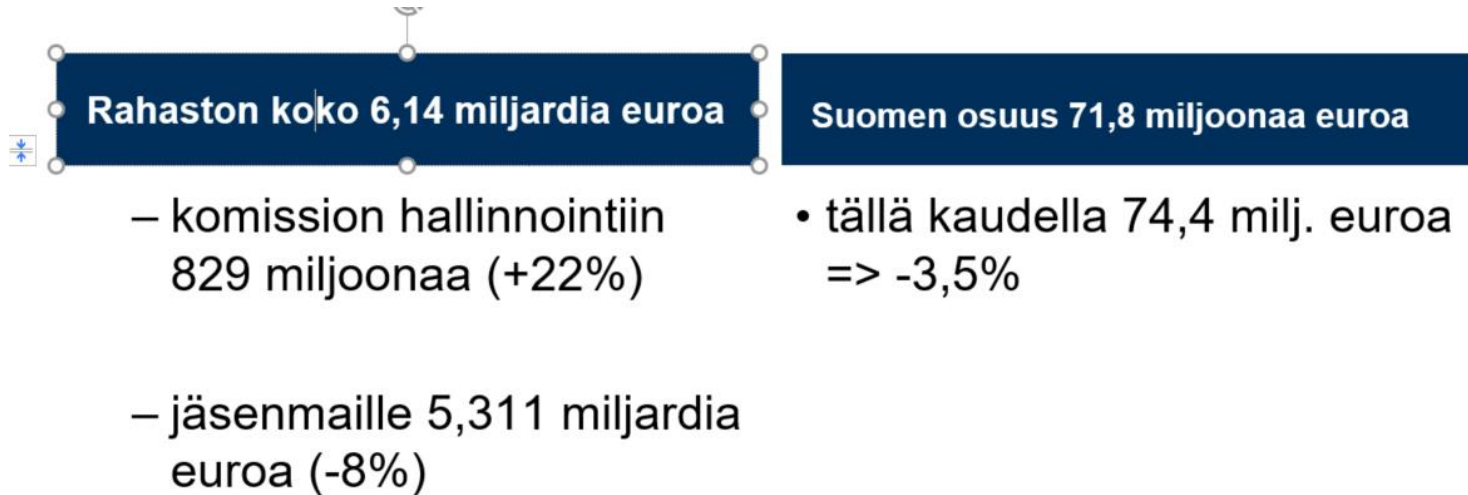 Rahaston koko 6,14 miljardia euroa
– komission hallinnointiin
829 miljoonaa (+22%)
– jäsenmaille 5,311 miljardia
euroa (-8%)
Suomen osuus 71,8 miljoonaa euroa
• tällä kaudella 74,4 milj. euroa
=> -3,5%